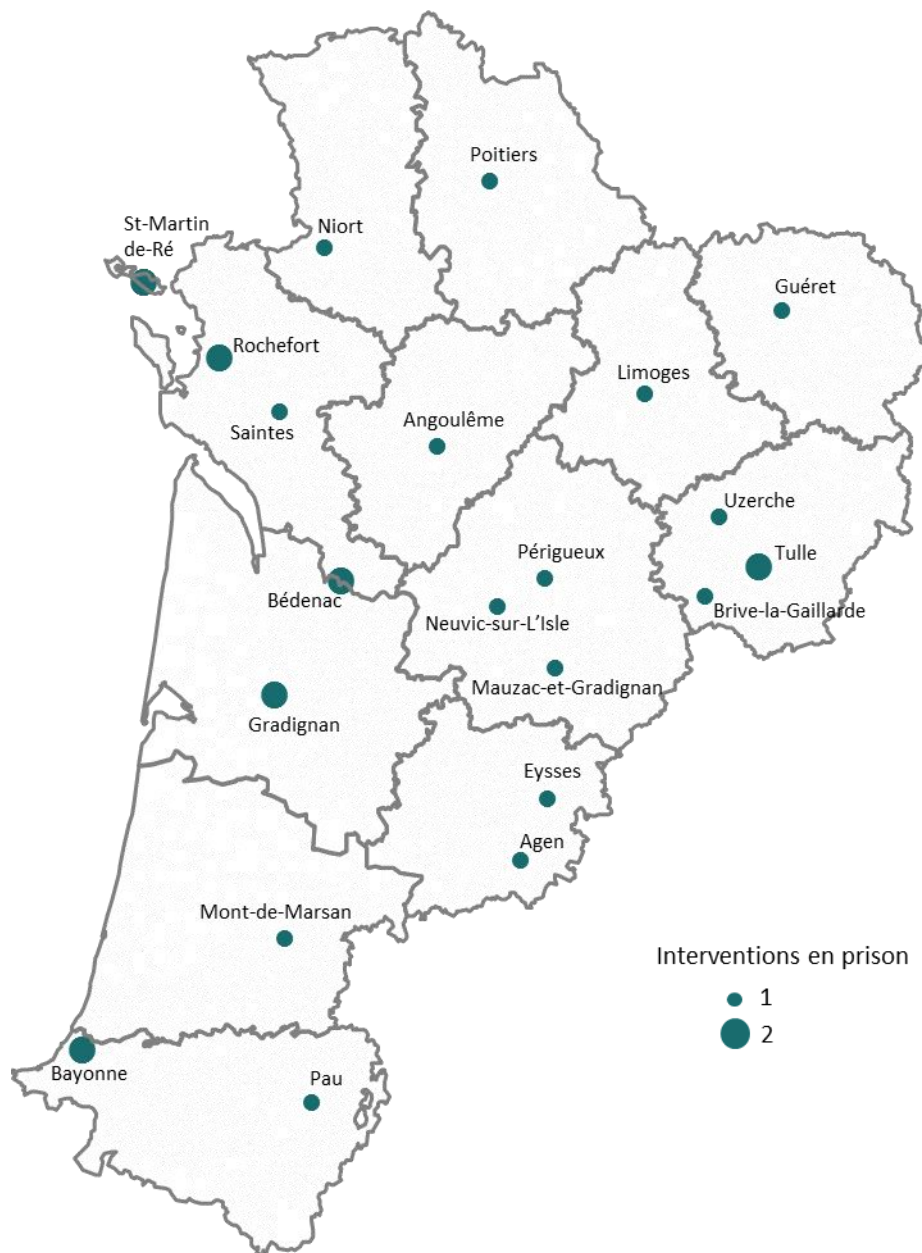 Poitiers
St-Martin
de-Ré
Niort
Guéret
Rochefort
Limoges
Saintes
Angoulême
Uzerche
Périgueux
Tulle
Bédenac
Neuvic-sur-L'Isle
Brive-la-Gaillarde
Mauzac-et-Gradignan
Gradignan
Eysses
Agen
Mont-de-Marsan
Interventions en prison
1
2
Bayonne
Pau